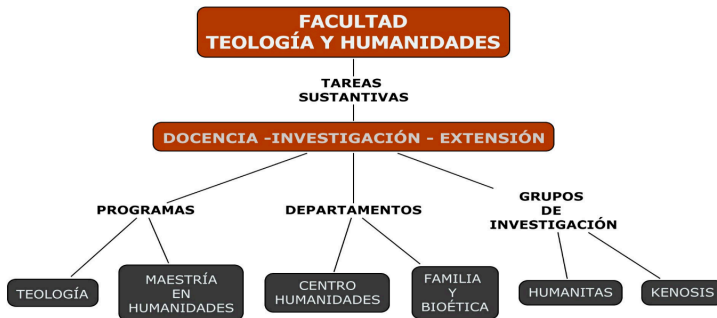 FACULTAD
TEOLOGÍA Y HUMANIDADES
TAREAS
SUSTANTIVAS
DOCENCIA -INVESTIGACIÓN - EXTENSIÓN
PROGRAMAS
DEPARTAMENTOS
GRUPOS
DE
INVESTIGACIÓN
TEOLOGÍA
MAESTRÍA
EN
HUMANIDADES
CENTRO
HUMANIDADES
FAMILIA
Y
BIOÉTICA
HUMANITAS
KENOSIS